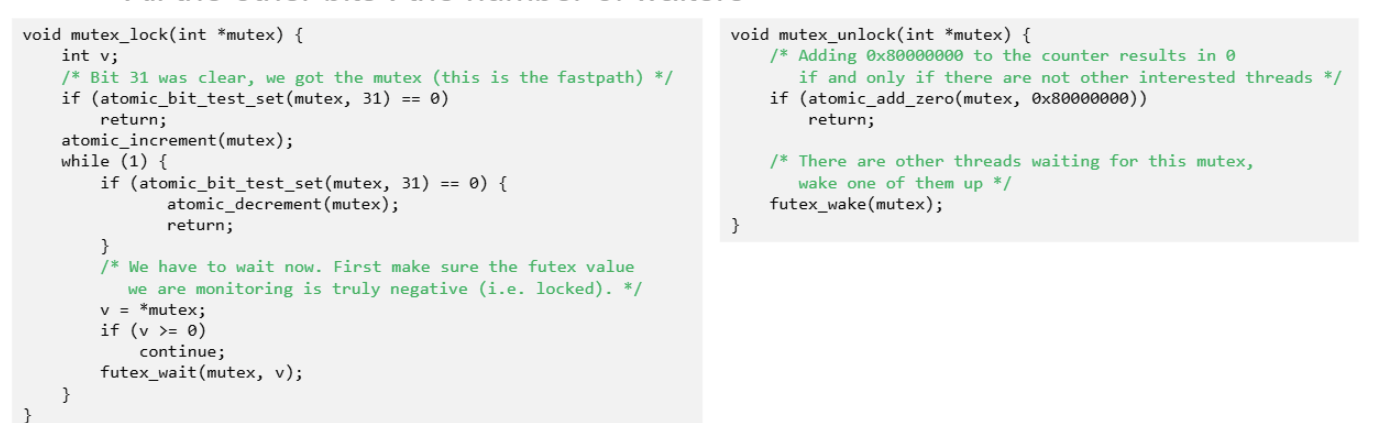 void mutex_lock(int *mutex) {
    int v;
    /* Bit 31 was clear, we got the mutex (this is the fastpath) */
    if (atomic_bit_test_set(mutex, 31) == 0)
        return;
    atomic_increment(mutex);
    while (1) {
        if (atomic_bit_test_set(mutex, 31) == 0) {
            atomic_decrement(mutex);
            return;
        }
        /* We have to wait now. First make sure the futex value
           we are monitoring is truly negative (i.e. locked). */
        v = *mutex;
        if (v >= 0)
            continue;
        futex_wait(mutex, v);
    }
}
void mutex_unlock(int *mutex) {
    /* Adding 0x80000000 to the counter results in 0
       if and only if there are not other interested threads */
    if (atomic_add_zero(mutex, 0x80000000))
        return;
    /* There are other threads waiting for this mutex,
       wake one of them up */
    futex_wake(mutex);
}